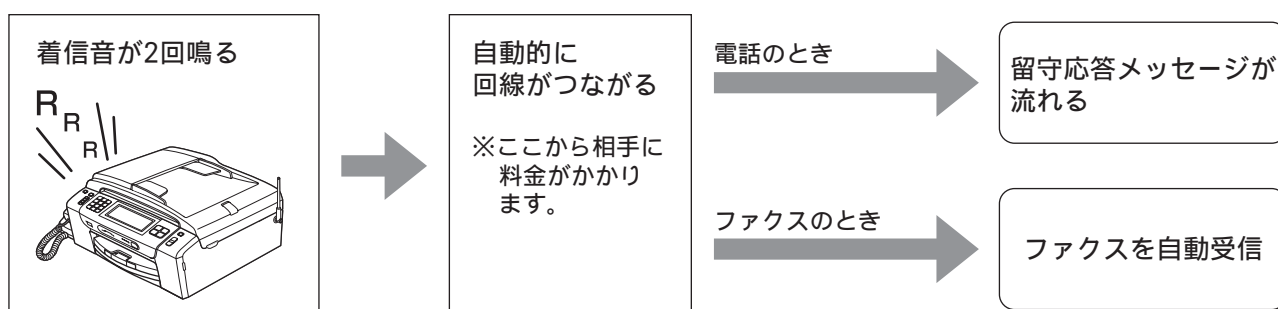 着信音が2回鳴る
R
R
R
自動的に
回線がつながる
※ここから相手に
料金がかかり
ます。
電話のとき
留守応答メッセージが
流れる
ファクスのとき
ファクスを自動受信